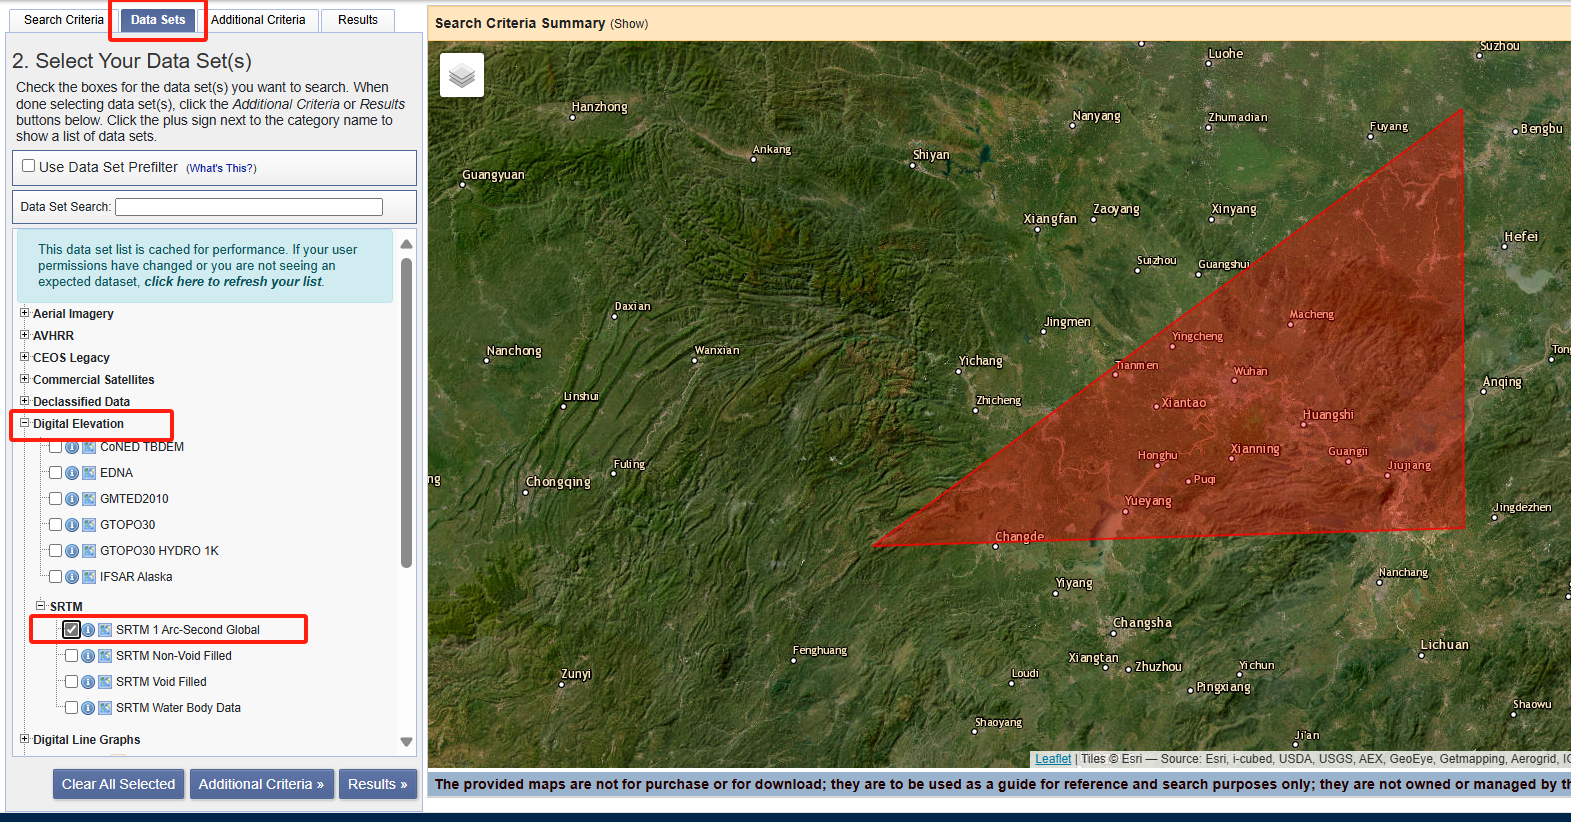 Search Criteria
Data Sets
Additional Criteria
Results
2. Select Your Data Set(s)
Check the boxes for the data set(s) you want to search. When
done selecting data set(s), click the Additional Criteria or Results
buttons below. Click the plus sign next to the category name to
show a list of data sets.
Use Data Set Prefilter (What's This?)
Data Set Search:
This data set list is cached for performance. If your user
permissions have changed or you are not seeing an
expected dataset, click here to refresh your list.
Aerial Imagery
AVHRR
CEOS Legacy
Commercial Satellites
Declassified Data
Digital Elevation
CoNED TBDEM
EDNA
GMTED2010
GTOPO30
GTOPO30 HYDRO 1K
IFSAR Alaska
SRTM
SRTM 1 Arc-Second Global
SRTM Non-Void Filled
SRTM Void Filled
SRTM Water Body Data
Digital Line Graphs
Clear All Selected
Additional Criteria »
Results »
Search Criteria Summary (Show)
Luohe
Suzhou
Hanzhong
Nanyang
Zhumadian
Fuyang
Bengbu
Ankang
Shiyan
Guangyuan
Xiangfan
Zaoyang
Xinyang
Hefei
Suizhou
Guangshui
Daxian
Jingmen
Macheng
Yingcheng
Nanchong
Wanxian
Yichang
Tianmen
Wuhan
Tong
Anqing
Linshui
Zhicheng
Xiantao
Huangshi
Xianning
Honghu
Guangji
Jiujiang
Fuling
Chongqing
ng
Puqi
Yueyang
Jingdezhen
Changde
Nanchang
Yiyang
Changsha
Fenghuang
Xiangtan
Zhuzhou
Yichun
Lichuan
Zunyi
Loudi
Pingxiang
Shaowu
Shaoyang
Ji'an
Leaflet | Tiles © Esri — Source: Esri, i-cubed, USDA, USGS, AEX, GeoEye, Getmapping, Aerogrid, IG
The provided maps are not for purchase or for download; they are to be used as a guide for reference and search purposes only; they are not owned or managed by th